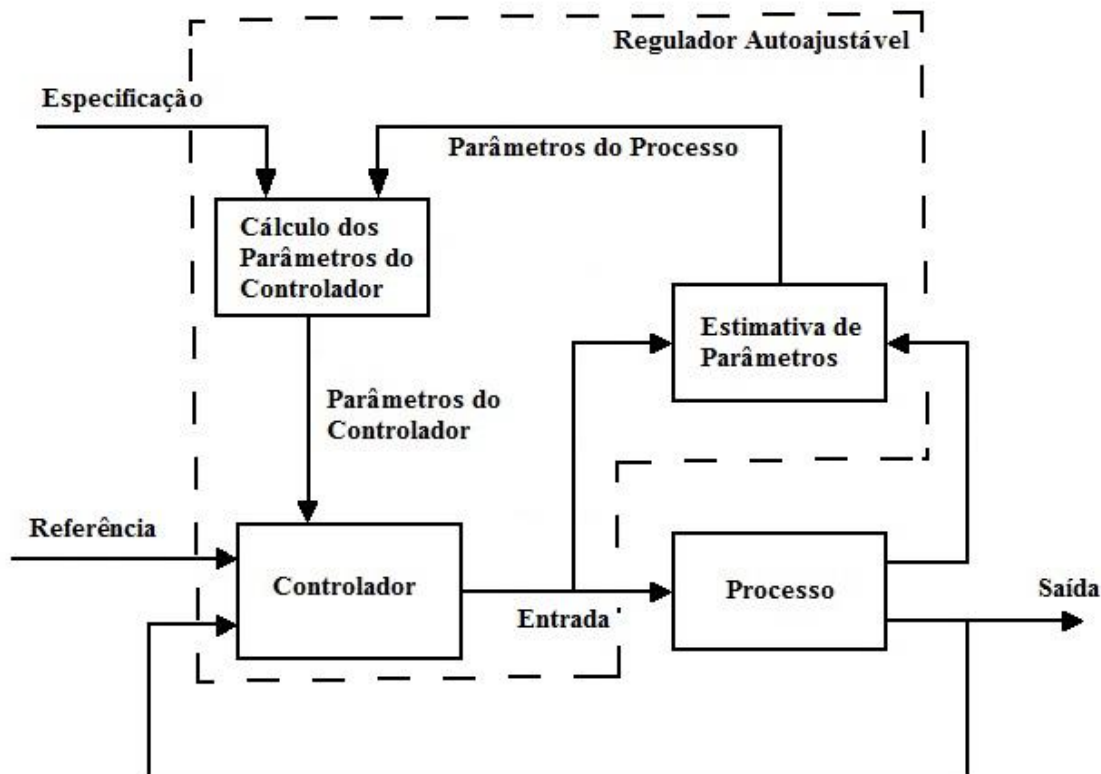 Regulador Autoajustável
Especificação
Parâmetros do Processo
Cálculo dos
Parâmetros do
Controlador
Estimativa de
Parâmetros
Parâmetros do
Controlador
Referência
Controlador
Processo
Saída
Entrada